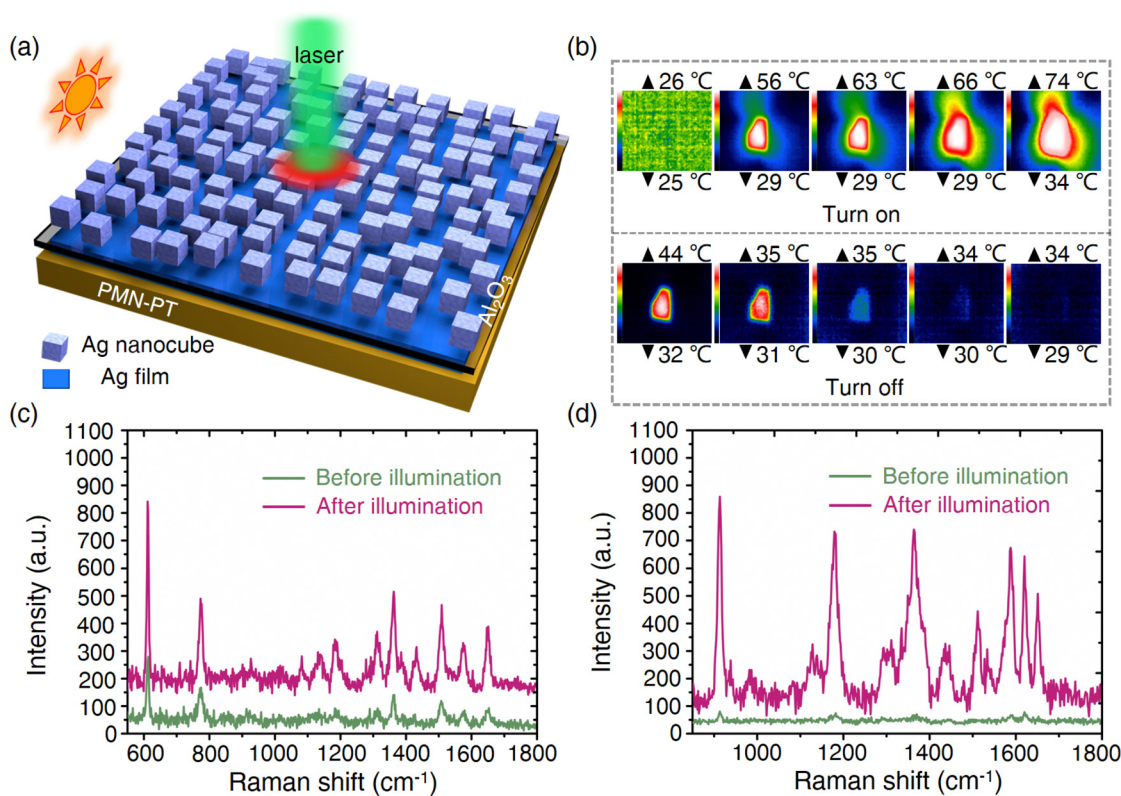 (a)
laser
PMN-PT
Al₂O₃
Ag nanocube
Ag film
(b)
▲ 26 ℃ ▲ 56 ℃ ▲ 63 ℃ ▲ 66 ℃ ▲ 74 ℃
▼ 25 ℃ ▼ 29 ℃ ▼ 29 ℃ ▼ 29 ℃ ▼ 34 ℃
Turn on
▲ 44 ℃ ▲ 35 ℃ ▲ 35 ℃ ▲ 34 ℃ ▲ 34 ℃
▼ 32 ℃ ▼ 31 ℃ ▼ 30 ℃ ▼ 30 ℃ ▼ 29 ℃
Turn off
(c)
1100
1000
900
800
700
600
500
400
300
200
100
0
Intensity (a.u.)
Before illumination
After illumination
600 800 1000 1200 1400 1600 1800
Raman shift (cm⁻¹)
(d)
1100
1000
900
800
700
600
500
400
300
200
100
0
Intensity (a.u.)
Before illumination
After illumination
1000 1200 1400 1600 1800
Raman shift (cm⁻¹)